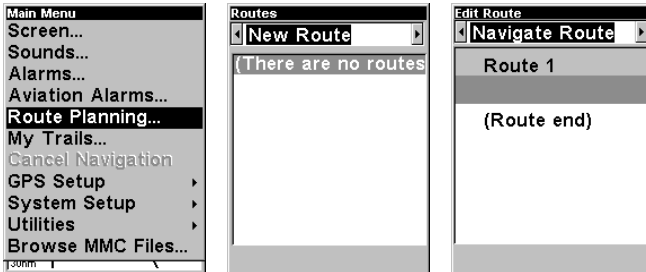 Main Menu
Screen...
Sounds...
Alarms...
Aviation Alarms...
Route Planning...
My Trails...
Cancel Navigation
GPS Setup
System Setup
Utilities
Browse MMC Files...
30nm
Routes
New Route
(There are no routes
Edit Route
Navigate Route
Route 1
(Route end)